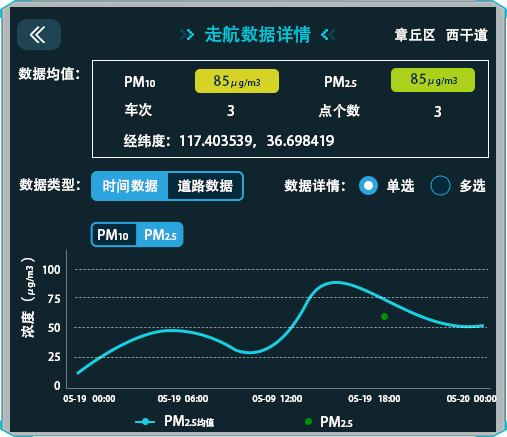 走航数据详情
章丘区 西干道
数据均值：
PM10 85μg/m3 PM2.5 85μg/m3
车次 3 点个数 3
经纬度：117.403539，36.698419
数据类型： 时间数据 道路数据 数据详情： 单选 多选
PM10 PM2.5
浓度（μg/m3）
100
75
50
25
0
05-19 00:00 05-19 06:00 05-09 12:00 05-19 18:00 05-20 00:00
PM2.5均值 PM2.5